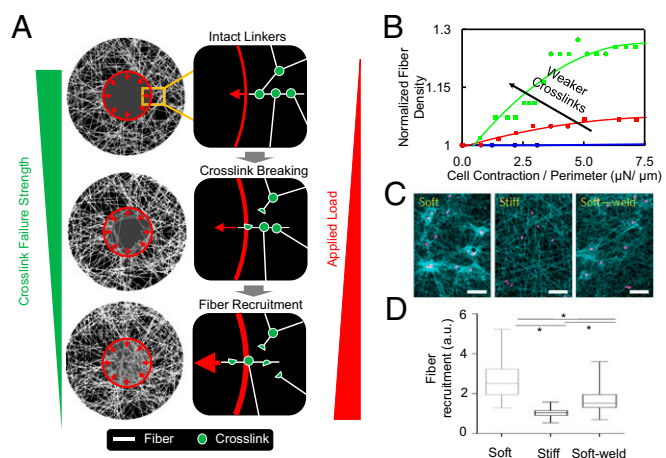 A
Intact Linkers
Crosslink Breaking
Fiber Recruitment
Crosslink Failure Strength
Applied Load
Fiber
Crosslink
B
1.3
1.15
1
Normalized Fiber
Density
Weaker
Crosslinks
0.0
2.5
5.0
7.5
Cell Contraction / Perimeter (μN/ μm)
C
Soft
Stiff
Soft→weld
D
*
*
*
6
4
2
0
Fiber
recruitment (a.u.)
Soft
Stiff
Soft-weld